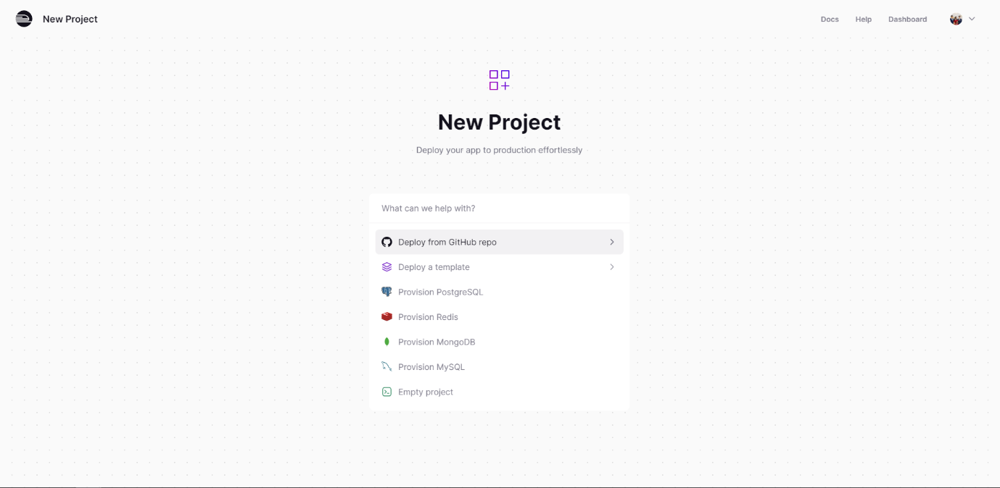 New Project
Docs Help Dashboard
New Project
Deploy your app to production effortlessly
What can we help with?
Deploy from GitHub repo
Deploy a template
Provision PostgreSQL
Provision Redis
Provision MongoDB
Provision MySQL
Empty project